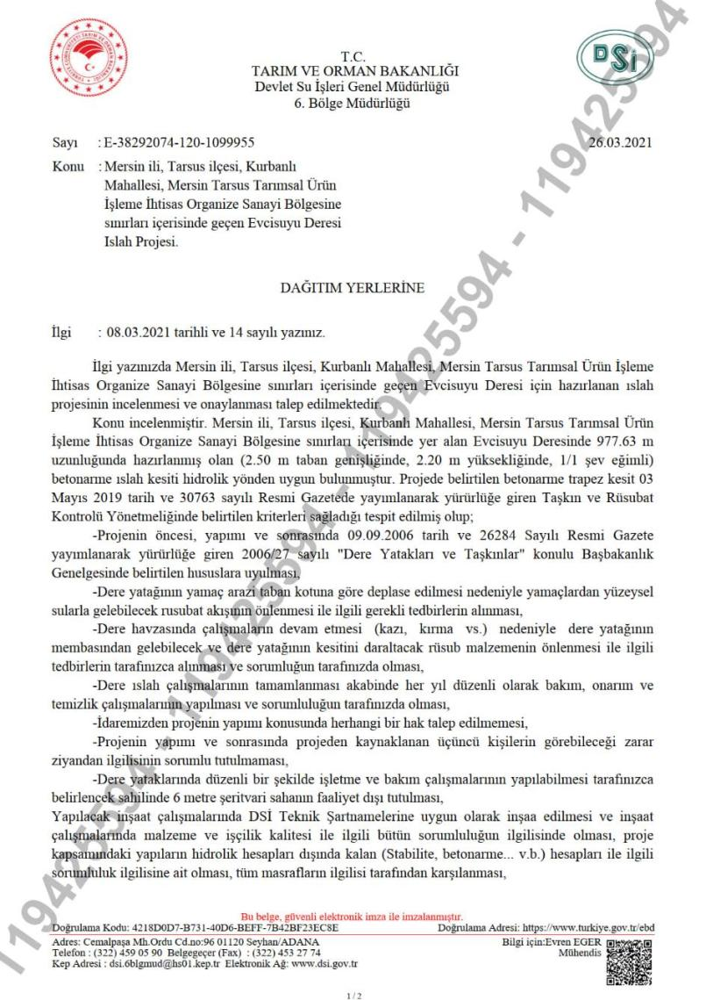 T.C.
TARIM VE ORMAN BAKANLIĞI
Devlet Su İşleri Genel Müdürlüğü
6. Bölge Müdürlüğü
DSİ
Sayı : E-38292074-120-1099955
26.03.2021
Konu : Mersin ili, Tarsus ilçesi, Kurbanlı
Mahallesi, Mersin Tarsus Tarımsal Ürün
İşleme İhtisas Organize Sanayi Bölgesine
sınırları içerisinde geçen Evcisuyu Deresi
Islah Projesi.
DAĞITIM YERLERİNE
İlgi : 08.03.2021 tarihli ve 14 sayılı yazınız.
İlgi yazınızda Mersin ili, Tarsus ilçesi, Kurbanlı Mahallesi, Mersin Tarsus Tarımsal Ürün İşleme
İhtisas Organize Sanayi Bölgesine sınırları içerisinde geçen Evcisuyu Deresi için hazırlanan ıslah
projesinin incelenmesi ve onaylanması talep edilmektedir.
Konu incelenmiştir. Mersin ili, Tarsus ilçesi, Kurbanlı Mahallesi, Mersin Tarsus Tarımsal Ürün
İşleme İhtisas Organize Sanayi Bölgesine sınırları içerisinde yer alan Evcisuyu Deresinde 977.63 m
uzunluğunda hazırlanmış olan (2.50 m taban genişliğinde, 2.20 m yüksekliğinde, 1/1 şev eğimli)
betonarme ıslah kesiti hidrolik yönden uygun bulunmuştur. Projede belirtilen betonarme trapez kesit 03
Mayıs 2019 tarih ve 30763 sayılı Resmi Gazetede yayımlanarak yürürlüğe giren Taşkın ve Rüsubat
Kontrolü Yönetmeliğinde belirtilen kriterleri sağladığı tespit edilmiş olup;
-Projenin öncesi, yapımı ve sonrasında 09.09.2006 tarih ve 26284 Sayılı Resmi Gazete
yayımlanarak yürürlüğe giren 2006/27 sayılı "Dere Yatakları ve Taşkınlar" konulu Başbakanlık
Genelgesinde belirtilen hususlara uyulması,
-Dere yatağının yamaç arazi taban kotuna göre deplase edilmesi nedeniyle yamaçlardan yüzeysel
sularla gelebilecek rusubat akışının önlenmesi ile ilgili gerekli tedbirlerin alınması,
-Dere havzasında çalışmaların devam etmesi (kazı, kırma vs.) nedeniyle dere yatağının
membasından gelebilecek ve dere yatağının kesitini daraltacak rüsub malzemenin önlenmesi ile ilgili
tedbirlerin tarafınızca alınması ve sorumluğun tarafınızda olması,
-Dere ıslah çalışmalarının tamamlanması akabinde her yıl düzenli olarak bakım, onarım ve
temizlik çalışmalarının yapılması ve sorumluluğun tarafınızda olması,
-İdaremizden projenin yapımı konusunda herhangi bir hak talep edilmemesi,
-Projenin yapımı ve sonrasında projeden kaynaklanan üçüncü kişilerin görebileceği zarar
ziyandan ilgilisinin sorumlu tutulmaması,
-Dere yataklarında düzenli bir şekilde işletme ve bakım çalışmalarının yapılabilmesi tarafınızca
belirlencek sahilinde 6 metre şeritvari sahanın faaliyet dışı tutulması,
Yapılacak inşaat çalışmalarında DSİ Teknik Şartnamelerine uygun olarak inşaa edilmesi ve inşaat
çalışmalarında malzeme ve işçilik kalitesi ile ilgili bütün sorumluluğun ilgilisinde olması, proje
kapsamındaki yapıların hidrolik hesapları dışında kalan (Stabilite, betonarme... v.b.) hesapları ile ilgili
sorumluluk ilgilisine ait olması, tüm masrafların ilgilisi tarafından karşılanması,
119425594 - 119425594 - 119425594 - 119425594
Bu belge, güvenli elektronik imza ile imzalanmıştır.
Doğrulama Kodu: 4218D0D7-B731-40D6-BEFF-7B42BF23EC8E
Doğrulama Adresi: https://www.turkiye.gov.tr/ebd
Adres: Cemalpaşa Mh.Ordu Cd.no:96 01120 Seyhan/ADANA
Bilgi için:Evren EGER
Telefon : (322) 459 05 90 Belgegeçer (Fax) : (322) 453 27 74
Mühendis
Kep Adresi : dsi.6blgmud@hs01.kep.tr Elektronik Ağ: www.dsi.gov.tr
1 / 2